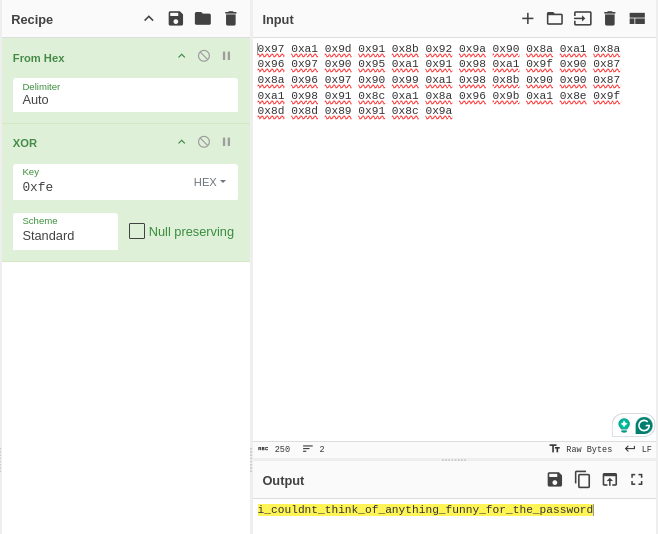 Recipe
From Hex
Delimiter
Auto
XOR
Key
0xfe
HEX
Scheme
Standard
Null preserving
Input
0x97 0xa1 0x9d 0x91 0x8b 0x92 0x9a 0x90 0x8a 0xa1 0x8a
0x96 0x97 0x90 0x95 0xa1 0x91 0x98 0xa1 0x9f 0x90 0x87
0x8a 0x96 0x97 0x90 0x99 0xa1 0x98 0x8b 0x90 0x90 0x87
0xa1 0x98 0x91 0x8c 0xa1 0x8a 0x96 0x9b 0xa1 0x8e 0x9f
0x8d 0x8d 0x89 0x91 0x8c 0x9a
ABC 250 2 Tт Raw Bytes LF
Output
i_couldnt_think_of_anything_funny_for_the_password